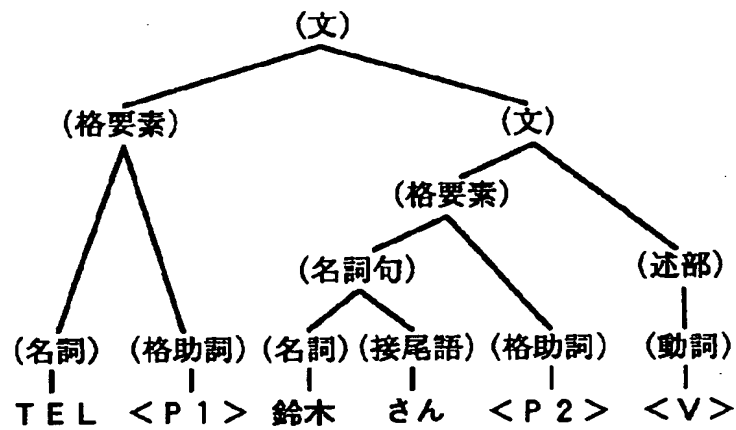 (文)
(格要素) (文)
(格要素)
(名詞句) (述部)
(名詞) (格助詞) (名詞) (接尾語) (格助詞) (動詞)
TEL <P1> 鈴木 さん <P2> <V>